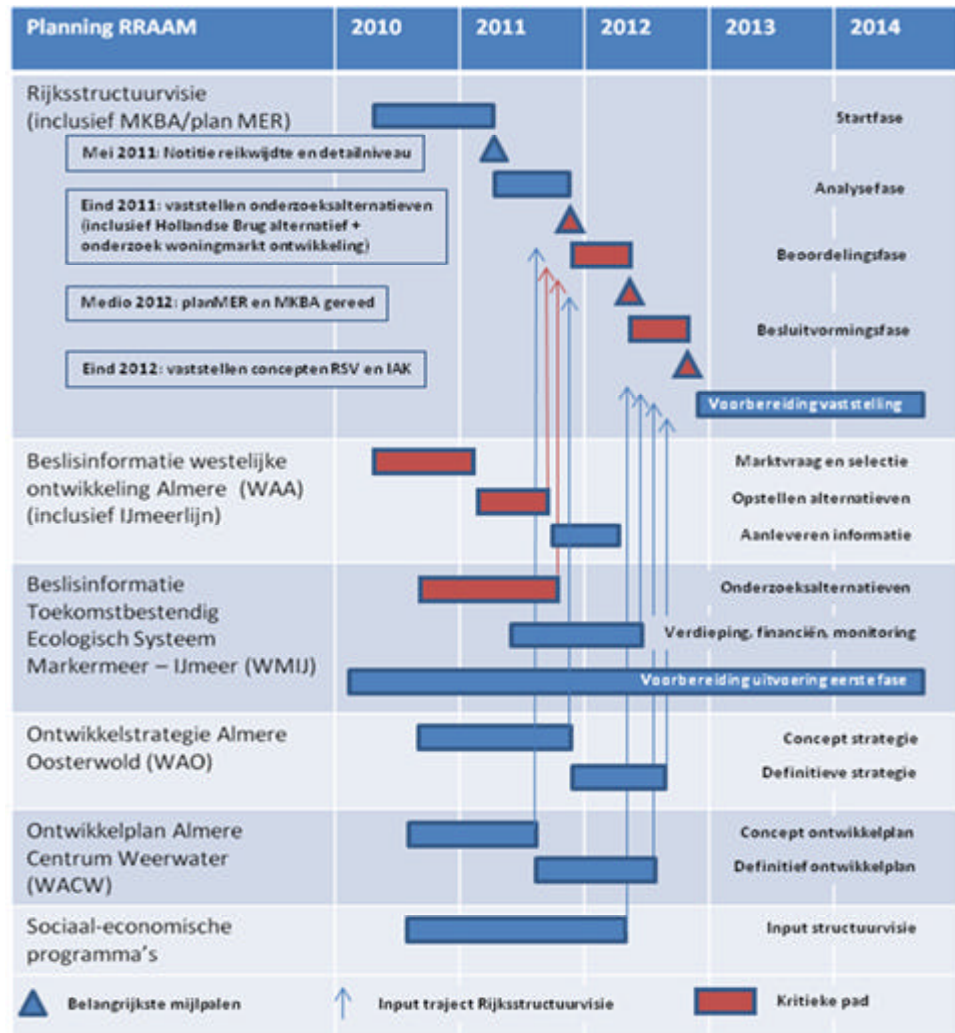 Planning RRAAM 2010 2011 2012 2013 2014
Rijksstructuurvisie
(inclusief MKBA/plan MER)
Startfase
Mei 2011: Notitie reikwijdte en detailniveau
Analysefase
Eind 2011: vaststellen onderzoeksalternatieven
(inclusief Hollandse Brug alternatief +
onderzoek woningmarkt ontwikkeling)
Beoordelingsfase
Medio 2012: planMER en MKBA gereed
Besluitvormingsfase
Eind 2012: vaststellen concepten RSV en IAK
Voorbereiding vaststelling
Beslisinformatie westelijke
ontwikkeling Almere (WAA)
(inclusief IJmeerlijn)
Marktvraag en selectie
Opstellen alternatieven
Aanleveren informatie
Beslisinformatie
Toekomstbestendig
Ecologisch Systeem
Markermeer – IJmeer (WMIJ)
Onderzoeksalternatieven
Verdieping, financiën, monitoring
Voorbereiding uitvoering eerste fase
Ontwikkelstrategie Almere
Oosterwold (WAO)
Concept strategie
Definitieve strategie
Ontwikkelplan Almere
Centrum Weerwater
(WACW)
Concept ontwikkelplan
Definitief ontwikkelplan
Sociaal-economische
programma's
Input structuurvisie
Belangrijkste mijlpalen
Input traject Rijksstructuurvisie
Kritieke pad